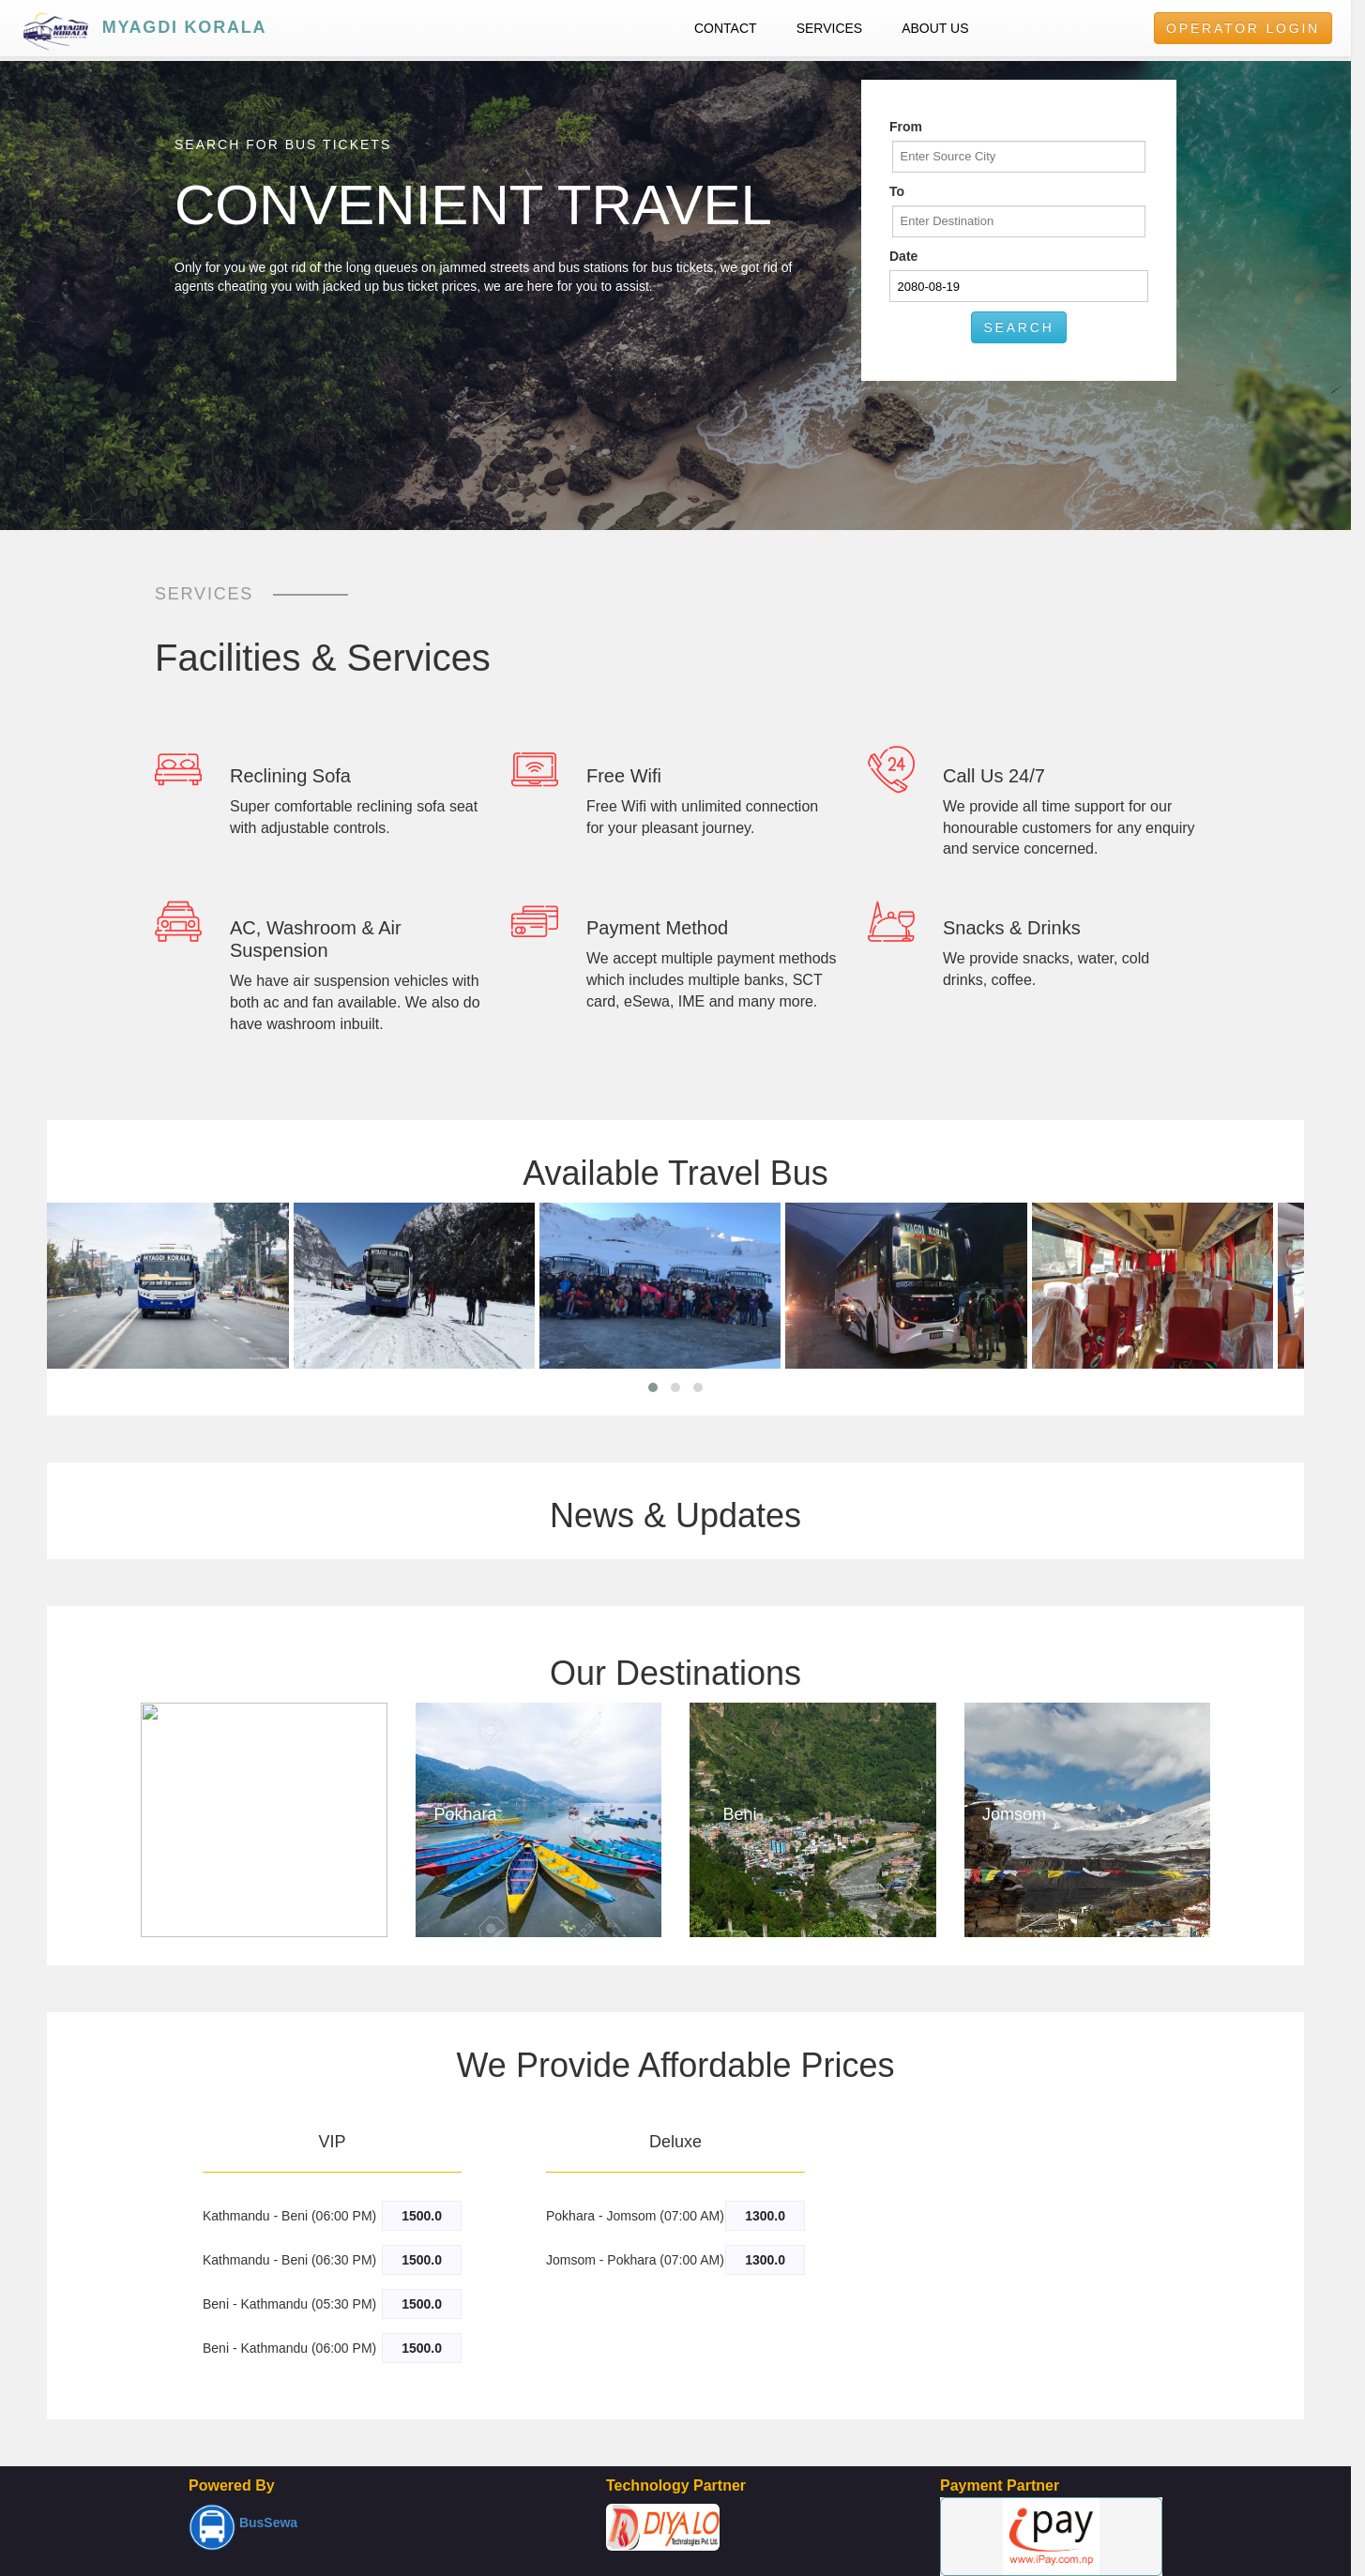 MYAGDI KORALA
MYAGDI KORALA
CONTACT
SERVICES
ABOUT US
OPERATOR LOGIN
SEARCH FOR BUS TICKETS
CONVENIENT TRAVEL
Only for you we got rid of the long queues on jammed streets and bus stations for bus tickets, we got rid of
agents cheating you with jacked up bus ticket prices, we are here for you to assist.
From
Enter Source City
To
Enter Destination
Date
2080-08-19
SEARCH
SERVICES
Facilities & Services
Reclining Sofa
Super comfortable reclining sofa seat
with adjustable controls.
Free Wifi
Free Wifi with unlimited connection
for your pleasant journey.
24
Call Us 24/7
We provide all time support for our
honourable customers for any enquiry
and service concerned.
AC, Washroom & Air
Suspension
We have air suspension vehicles with
both ac and fan available. We also do
have washroom inbuilt.
Payment Method
We accept multiple payment methods
which includes multiple banks, SCT
card, eSewa, IME and many more.
Snacks & Drinks
We provide snacks, water, cold
drinks, coffee.
Available Travel Bus
MYAGDI KORALA
MYAGDI KORALA
MYAGDI KORALA
News & Updates
Our Destinations
Pokhara
Beni
Jomsom
We Provide Affordable Prices
VIP
Kathmandu - Beni (06:00 PM) 1500.0
Kathmandu - Beni (06:30 PM) 1500.0
Beni - Kathmandu (05:30 PM) 1500.0
Beni - Kathmandu (06:00 PM) 1500.0
Deluxe
Pokhara - Jomsom (07:00 AM) 1300.0
Jomsom - Pokhara (07:00 AM) 1300.0
Powered By
BusSewa
Technology Partner
DIYALO
Technologies Pvt. Ltd.
Payment Partner
ipay
www.iPay.com.np